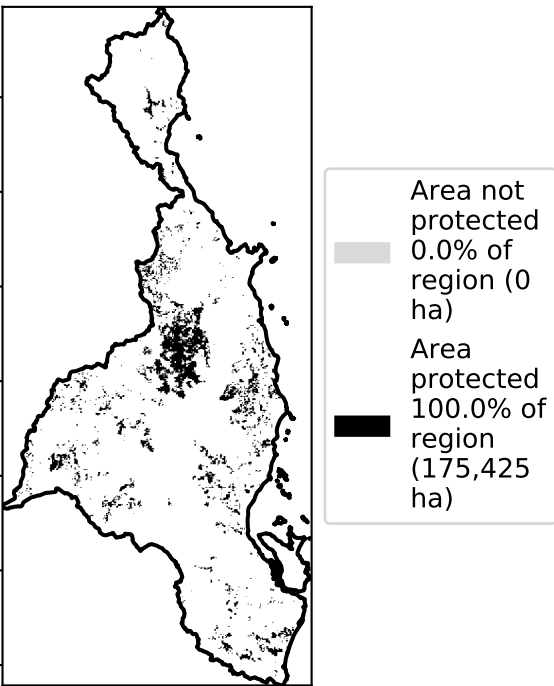 Area not
protected
0.0% of
region (0
ha)
Area
protected
100.0% of
region
(175,425
ha)